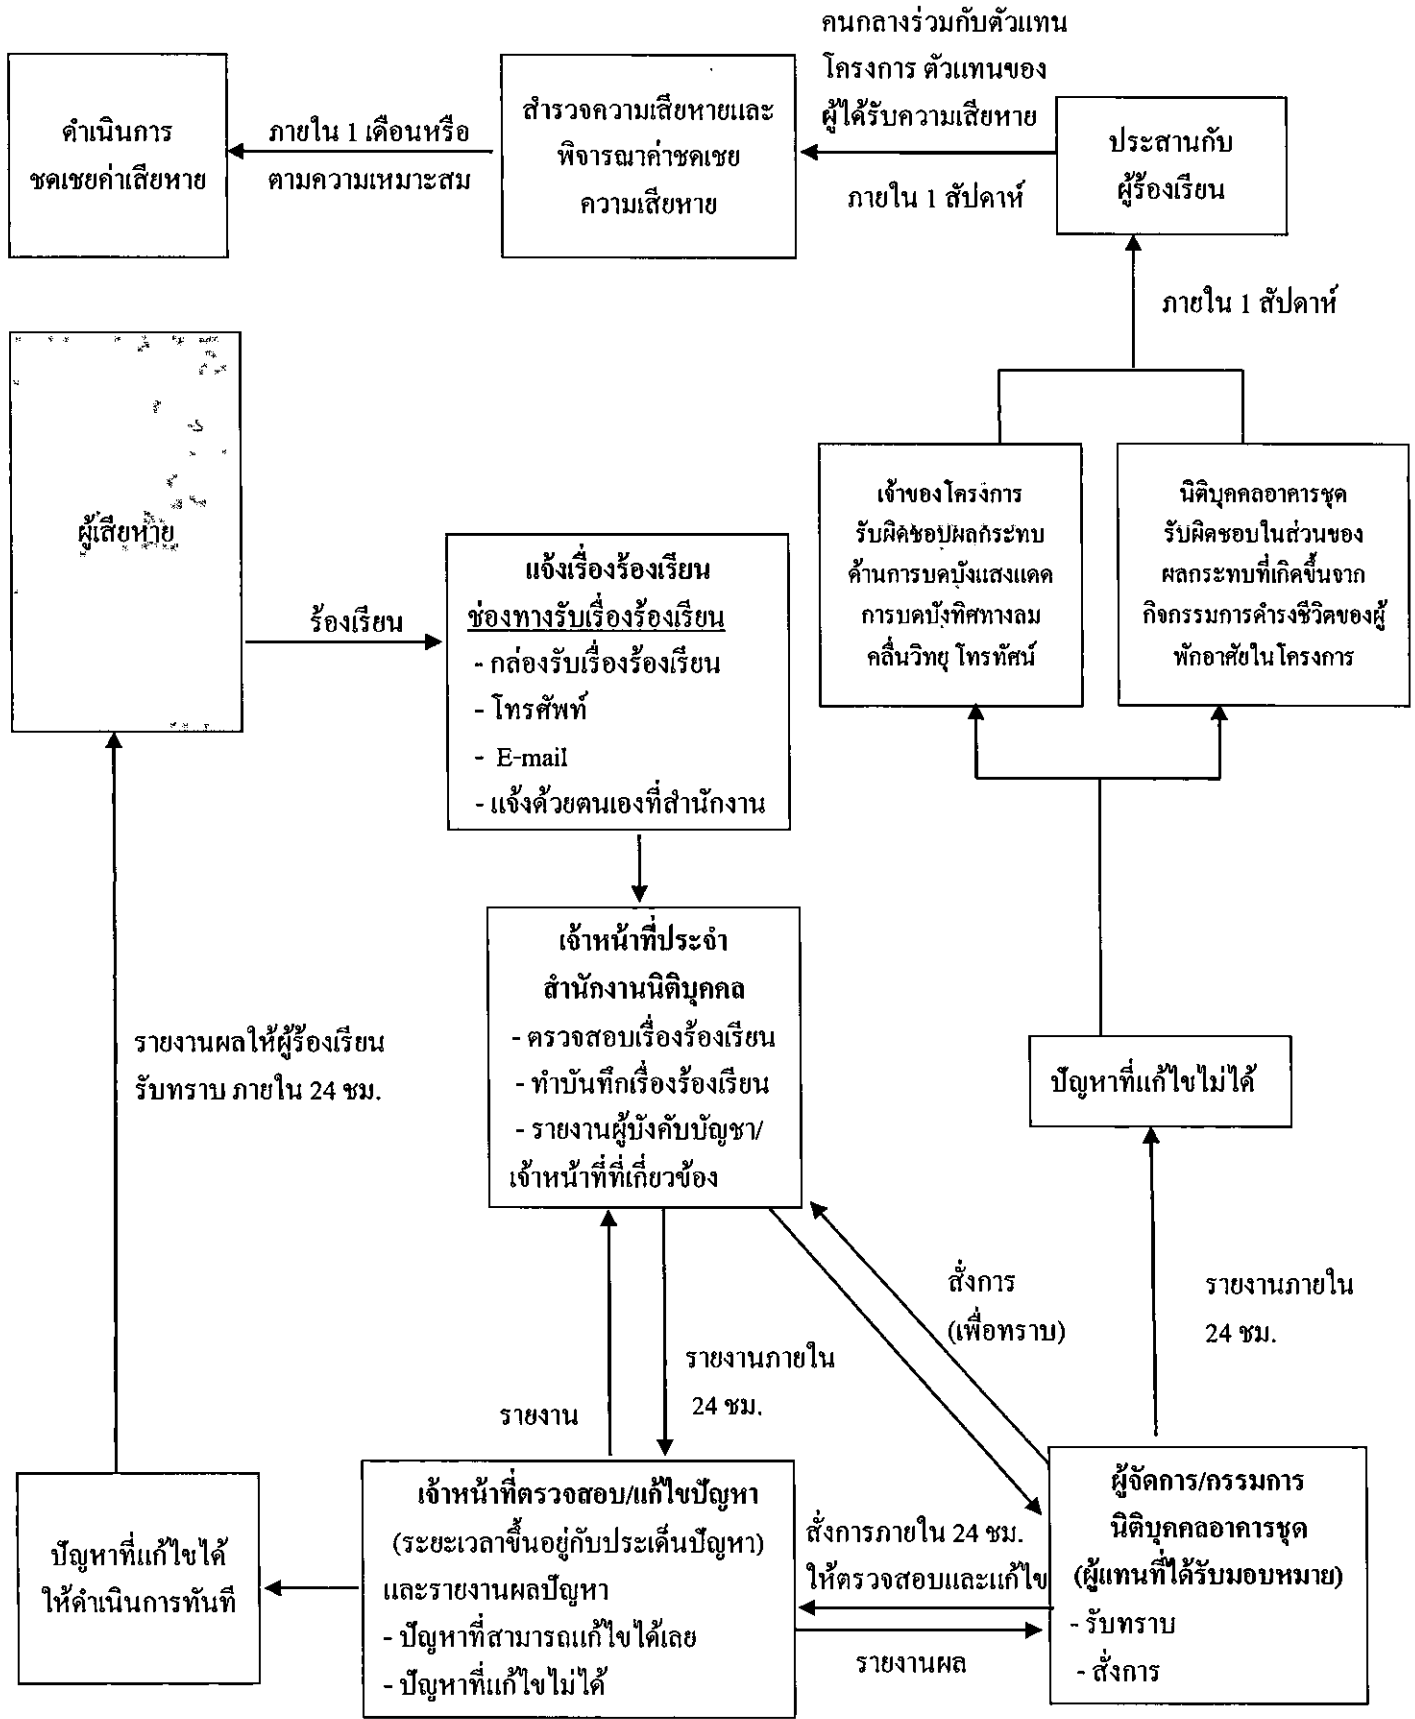 คนกลางร่วมกับตัวแทน
โครงการ ตัวแทนของ
ผู้ได้รับความเสียหาย
ดำเนินการ
ชดเชยค่าเสียหาย
ภายใน 1 เดือนหรือ
ตามความเหมาะสม
สำรวจความเสียหายและ
พิจารณาค่าชดเชย
ความเสียหาย
ภายใน 1 สัปดาห์
ประสานกับ
ผู้ร้องเรียน
ภายใน 1 สัปดาห์
ผู้เสียหาย
ร้องเรียน
แจ้งเรื่องร้องเรียน
ช่องทางรับเรื่องร้องเรียน
- กล่องรับเรื่องร้องเรียน
- โทรศัพท์
- E-mail
- แจ้งด้วยตนเองที่สำนักงาน
เจ้าของโครงการ
รับผิดชอบผลกระทบ
ด้านการบดบังแสงแดด
การบดบังทิศทางลม
คลื่นวิทยุ โทรทัศน์
นิติบุคคลอาคารชุด
รับผิดชอบในส่วนของ
ผลกระทบที่เกิดขึ้นจาก
กิจกรรมการดำรงชีวิตของผู้
พักอาศัยในโครงการ
เจ้าหน้าที่ประจำ
สำนักงานนิติบุคคล
- ตรวจสอบเรื่องร้องเรียน
- ทำบันทึกเรื่องร้องเรียน
- รายงานผู้บังคับบัญชา/
เจ้าหน้าที่ที่เกี่ยวข้อง
รายงานผลให้ผู้ร้องเรียน
รับทราบ ภายใน 24 ชม.
ปัญหาที่แก้ไขไม่ได้
สั่งการ
(เพื่อทราบ)
รายงานภายใน
24 ชม.
รายงาน
รายงานภายใน
24 ชม.
ปัญหาที่แก้ไขได้
ให้ดำเนินการทันที
เจ้าหน้าที่ตรวจสอบ/แก้ไขปัญหา
(ระยะเวลาขึ้นอยู่กับประเด็นปัญหา)
และรายงานผลปัญหา
- ปัญหาที่สามารถแก้ไขได้เลย
- ปัญหาที่แก้ไขไม่ได้
สั่งการภายใน 24 ชม.
ให้ตรวจสอบและแก้ไข
รายงานผล
ผู้จัดการ/กรรมการ
นิติบุคคลอาคารชุด
(ผู้แทนที่ได้รับมอบหมาย)
- รับทราบ
- สั่งการ